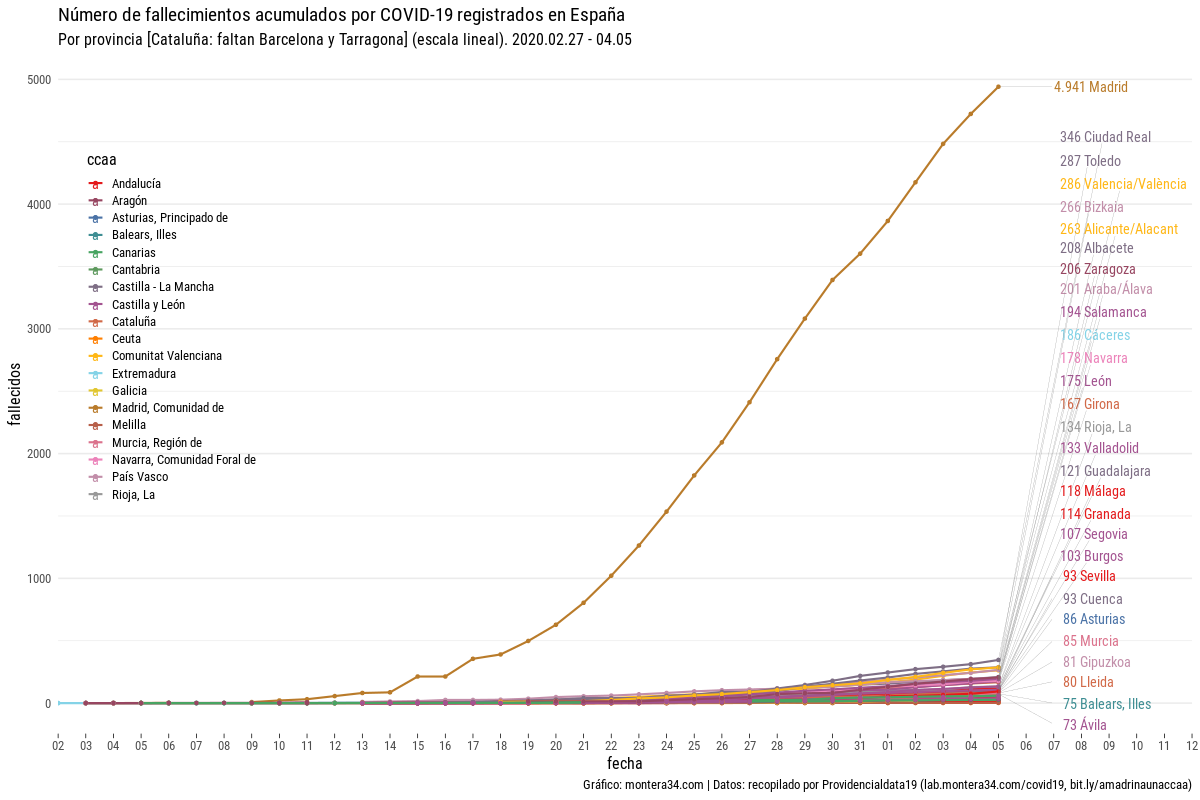 Número de fallecimientos acumulados por COVID-19 registrados en España
Por provincia [Cataluña: faltan Barcelona y Tarragona] (escala lineal). 2020.02.27 - 04.05
fallecidos
5000
4000
3000
2000
1000
0
ccaa
Andalucía
Aragón
Asturias, Principado de
Balears, Illes
Canarias
Cantabria
Castilla - La Mancha
Castilla y León
Cataluña
Ceuta
Comunitat Valenciana
Extremadura
Galicia
Madrid, Comunidad de
Melilla
Murcia, Región de
Navarra, Comunidad Foral de
País Vasco
Rioja, La
4.941 Madrid
346 Ciudad Real
287 Toledo
286 Valencia/València
266 Bizkaia
263 Alicante/Alacant
208 Albacete
206 Zaragoza
201 Araba/Álava
194 Salamanca
186 Cáceres
178 Navarra
175 León
167 Girona
134 Rioja, La
133 Valladolid
121 Guadalajara
118 Málaga
114 Granada
107 Segovia
103 Burgos
93 Sevilla
93 Cuenca
86 Asturias
85 Murcia
81 Gipuzkoa
80 Lleida
75 Balears, Illes
73 Ávila
02 03 04 05 06 07 08 09 10 11 12 13 14 15 16 17 18 19 20 21 22 23 24 25 26 27 28 29 30 31 01 02 03 04 05 06 07 08 09 10 11 12
fecha
Gráfico: montera34.com | Datos: recopilado por Providencialdata19 (lab.montera34.com/covid19, bit.ly/amadrinaunaccaa)